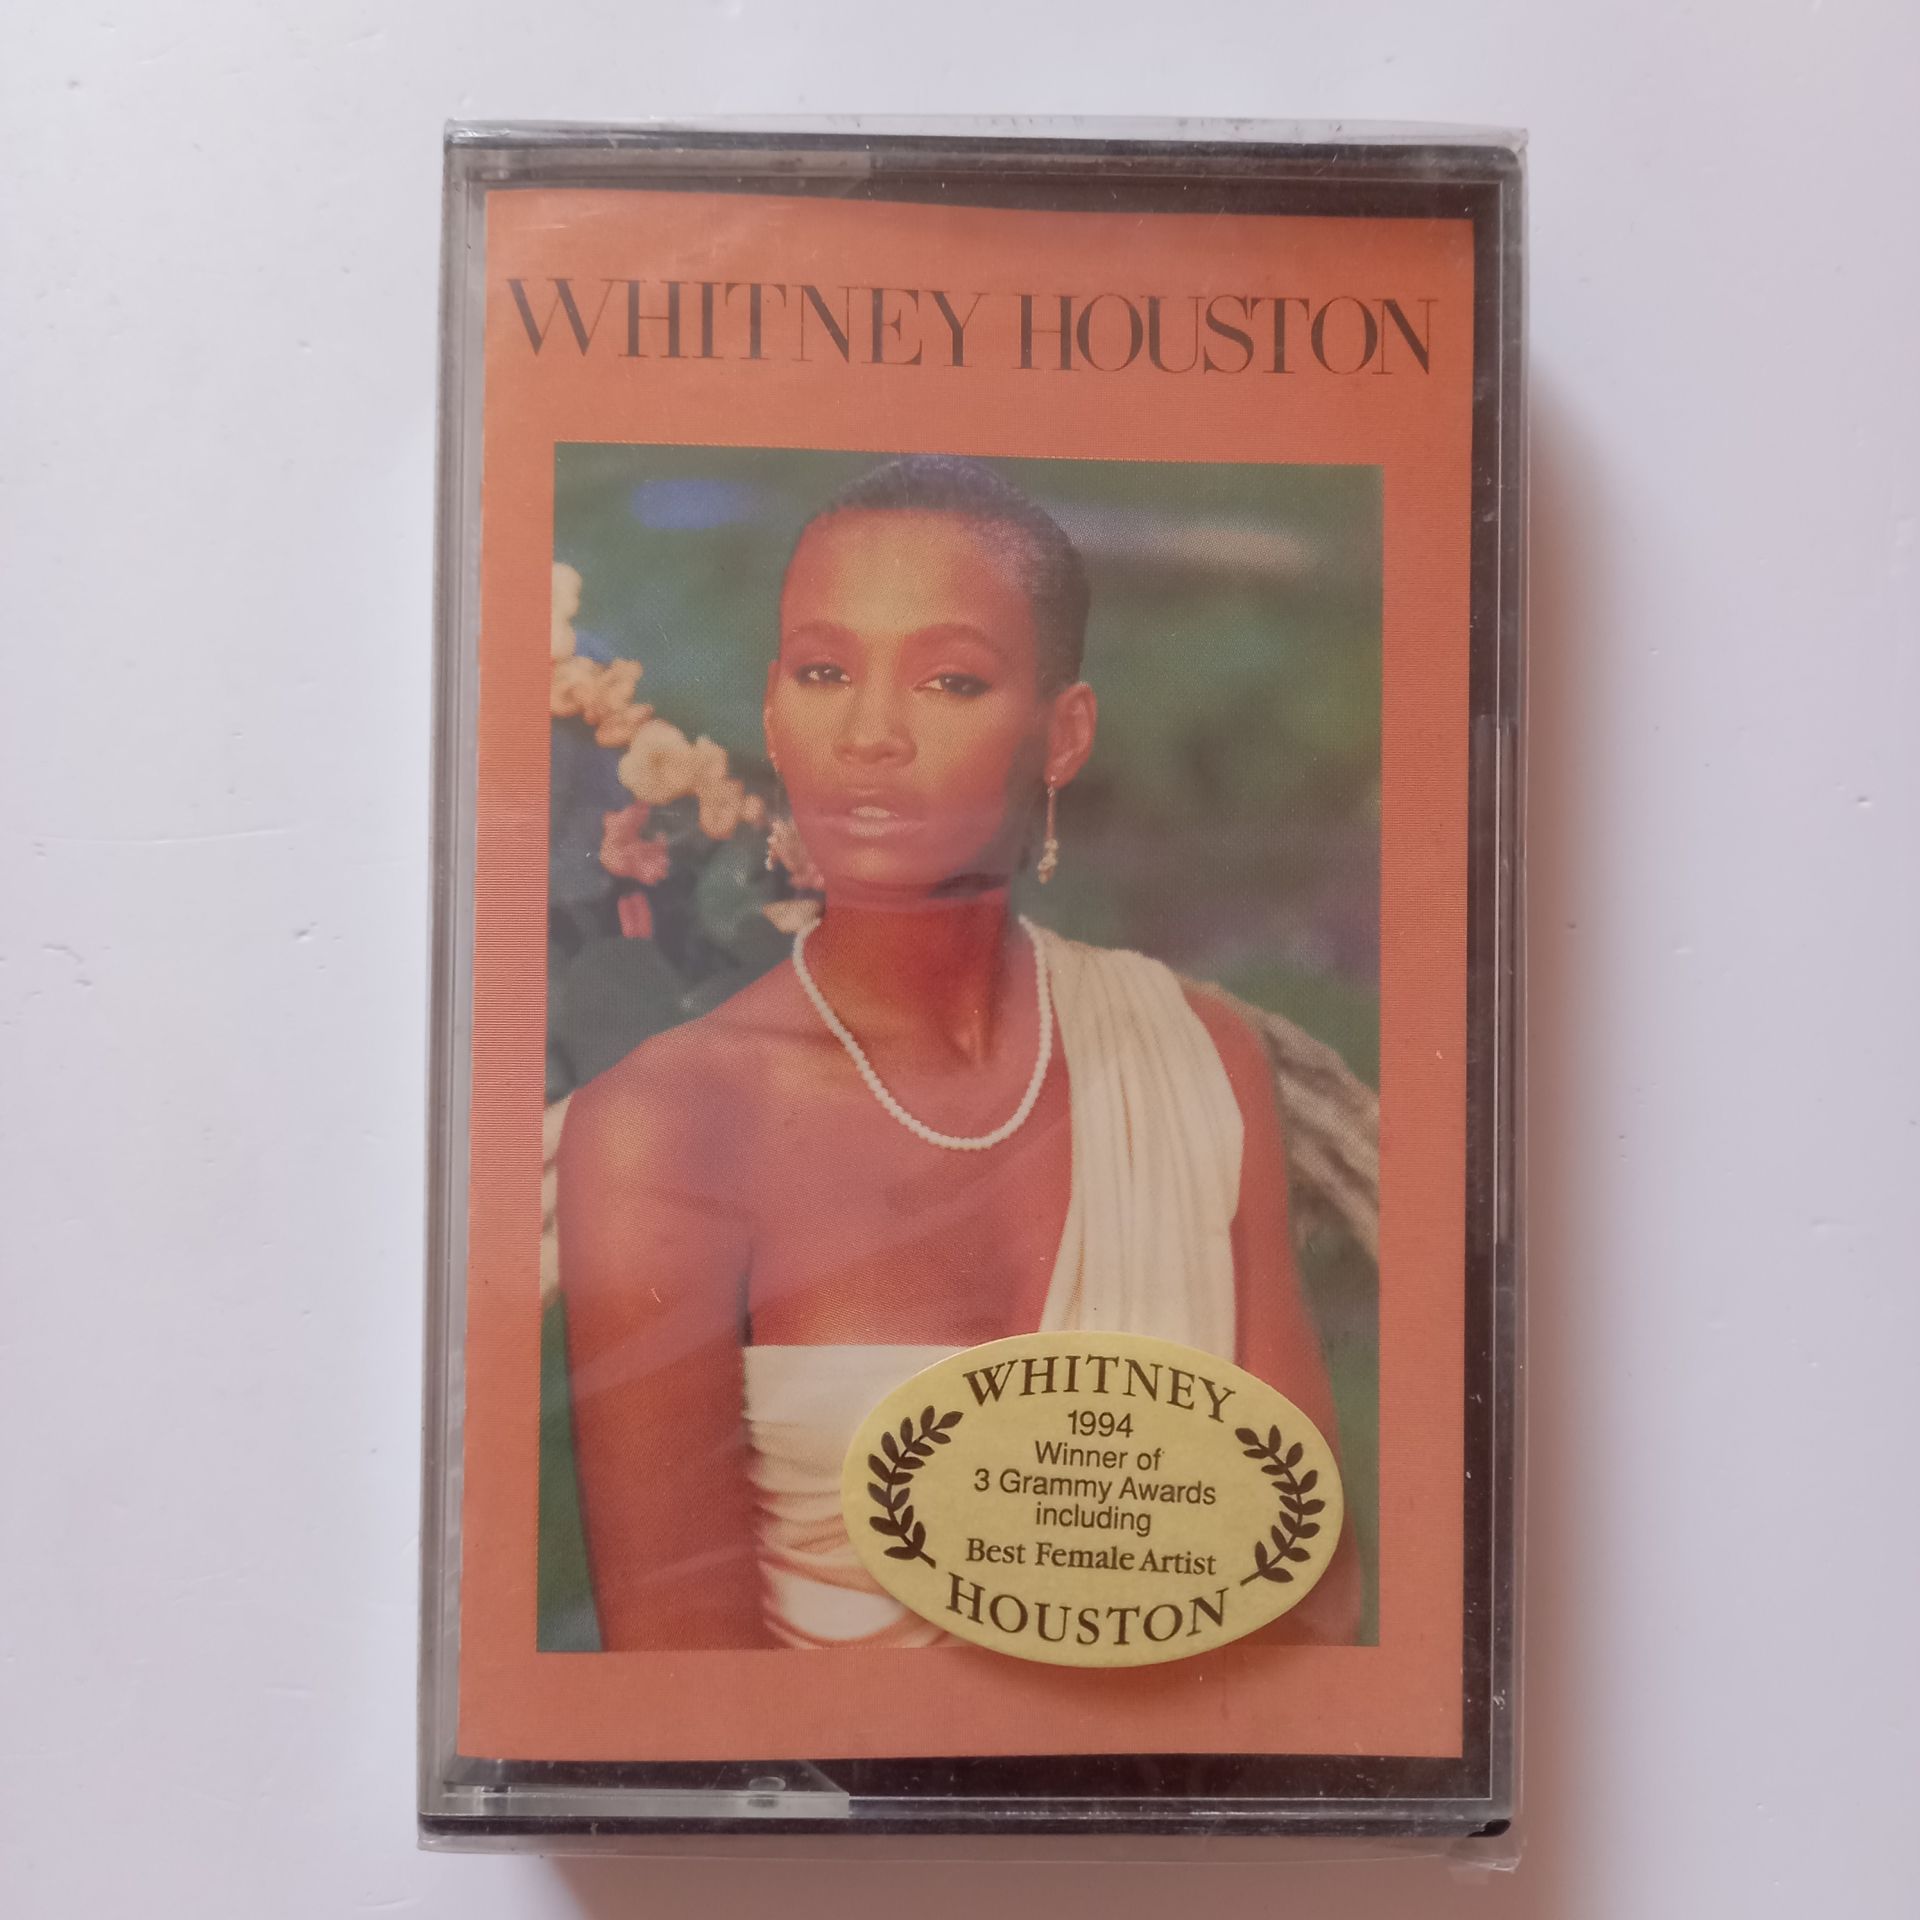 WHITNEY HOUSTON
WHITNEY
1994
Winner of
3 Grammy Awards
including
Best Female Artist
HOUSTON